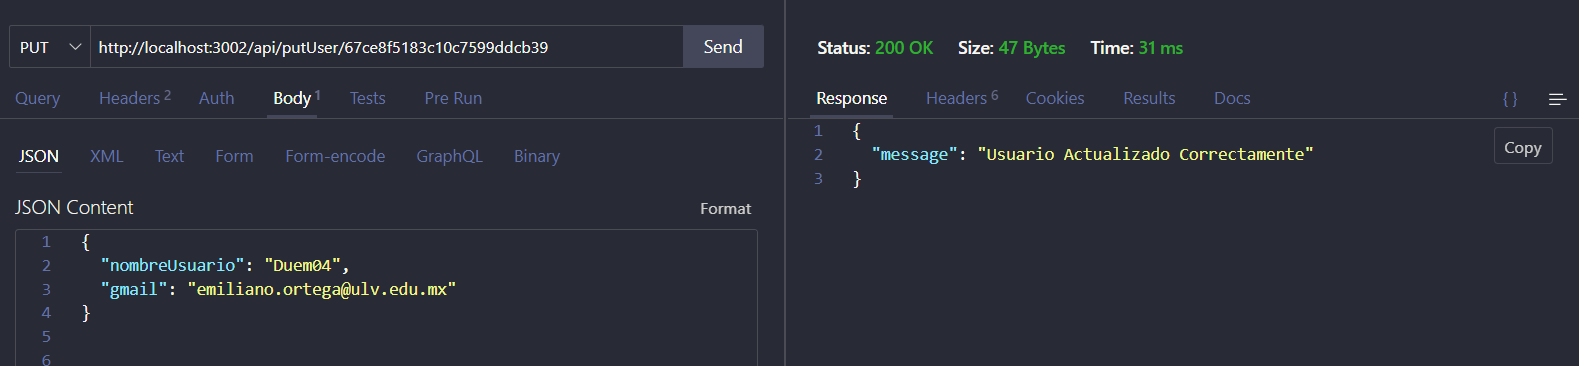 PUT http://localhost:3002/api/putUser/67ce8f5183c10c7599ddcb39 Send
Query Headers 2 Auth Body 1 Tests Pre Run
JSON XML Text Form Form-encode GraphQL Binary
JSON Content Format
1 {
2 "nombreUsuario": "Duem04",
3 "gmail": "emiliano.ortega@ulv.edu.mx"
4 }
5
6
Status: 200 OK Size: 47 Bytes Time: 31 ms
Response Headers 6 Cookies Results Docs { }
1 {
2 "message": "Usuario Actualizado Correctamente"
3 }
Copy